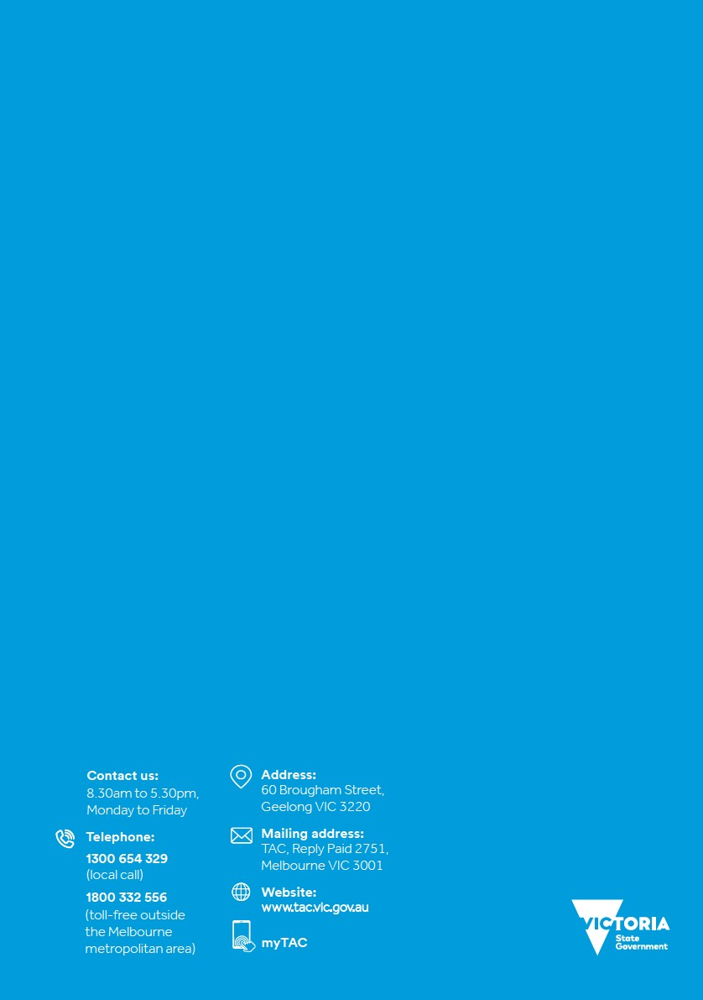 Contact us:
8.30am to 5.30pm,
Monday to Friday
Telephone:
1300 654 329
(local call)
1800 332 556
(toll-free outside
the Melbourne
metropolitan area)
Address:
60 Brougham Street,
Geelong VIC 3220
Mailing address:
TAC, Reply Paid 2751,
Melbourne VIC 3001
Website:
www.tac.vic.gov.au
myTAC
VICTORIA
State
Government